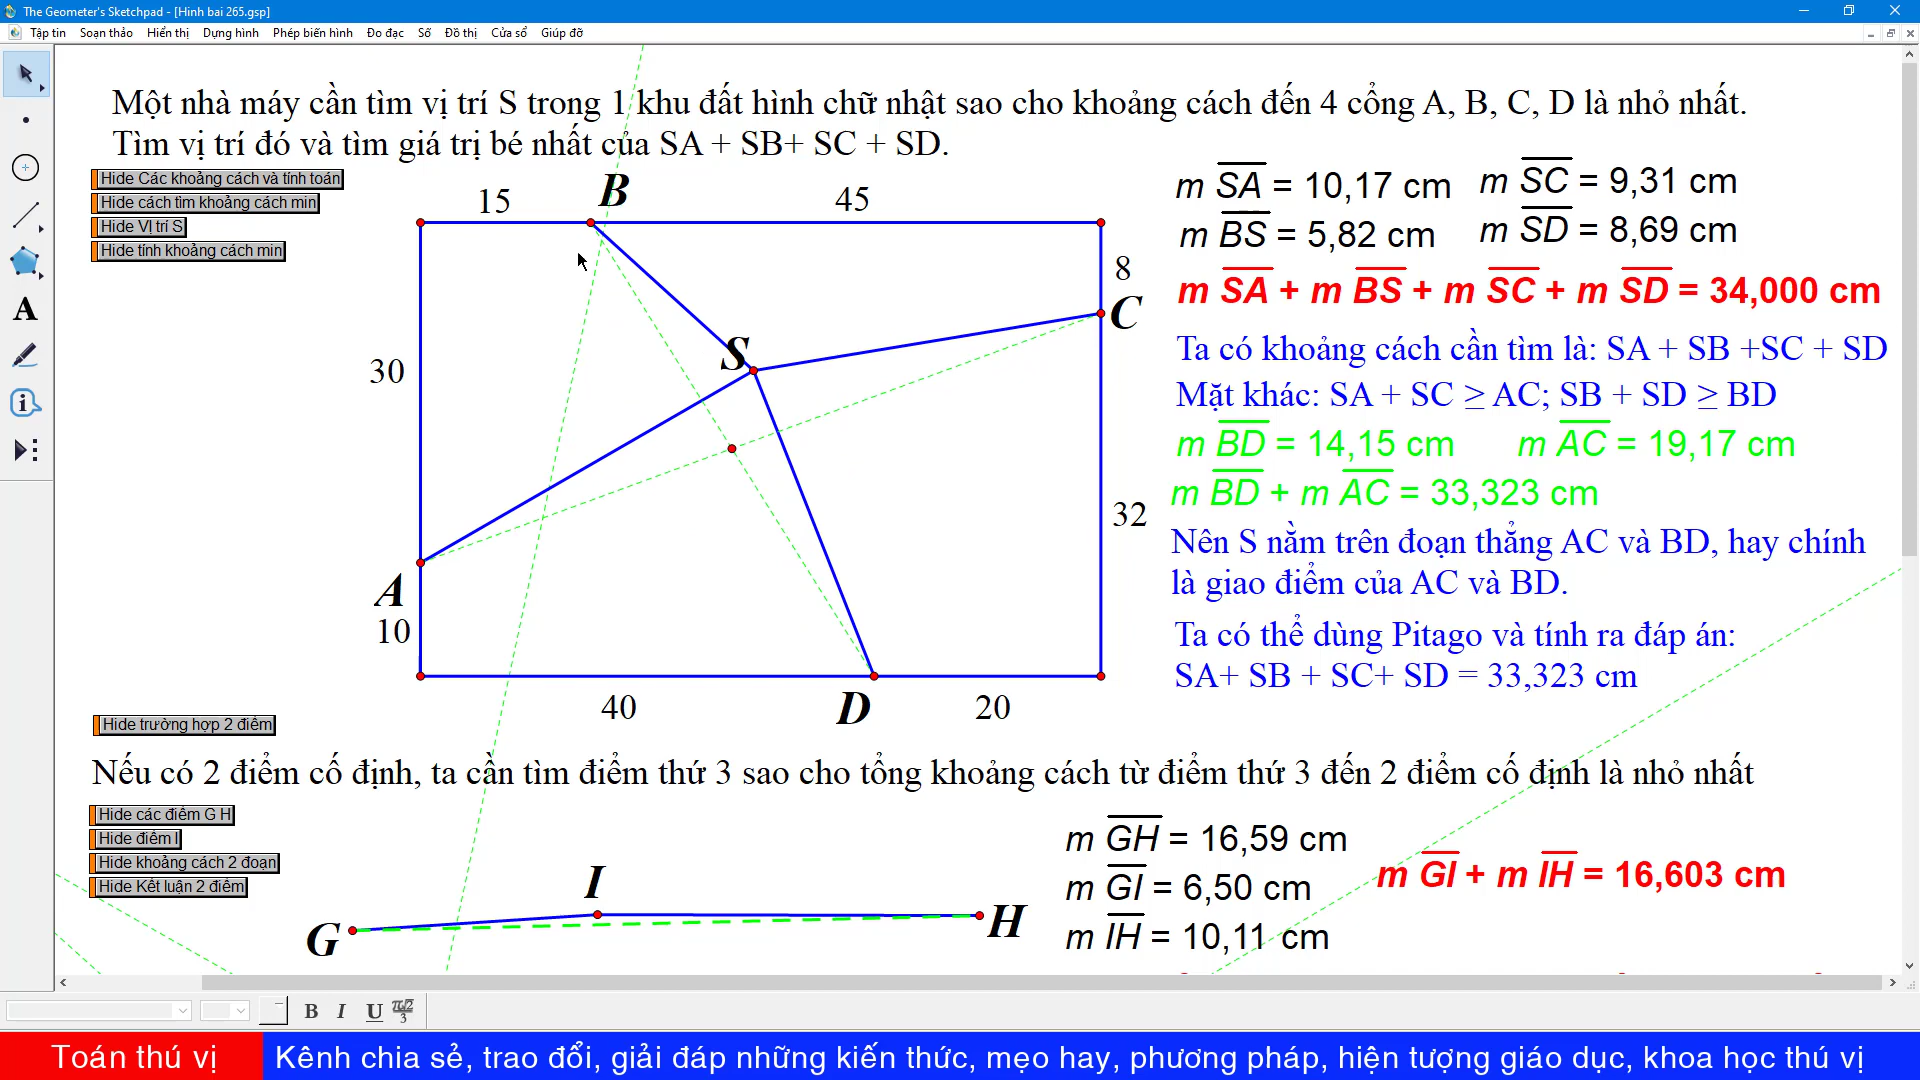 The Geometer's Sketchpad - [Hinh bai 265.gsp]
Tập tin Soạn thảo Hiển thị Dựng hình Phép biến hình Đo đạc Số Đồ thị Cửa sổ Giúp đỡ
Một nhà máy cần tìm vị trí S trong 1 khu đất hình chữ nhật sao cho khoảng cách đến 4 cổng A, B, C, D là nhỏ nhất.
Tìm vị trí đó và tìm giá trị bé nhất của SA + SB+ SC + SD.
Hide Các khoảng cách và tính toán
Hide cách tìm khoảng cách min
Hide Vị trí S
Hide tính khoảng cách min
15 B 45
8
C
S
30
32
A
10
40 D 20
m SA = 10,17 cm m SC = 9,31 cm
m BS = 5,82 cm m SD = 8,69 cm
m SA + m BS + m SC + m SD = 34,000 cm
Ta có khoảng cách cần tìm là: SA + SB +SC + SD
Mặt khác: SA + SC ≥ AC; SB + SD ≥ BD
m BD = 14,15 cm m AC = 19,17 cm
m BD + m AC = 33,323 cm
Nên S nằm trên đoạn thẳng AC và BD, hay chính
là giao điểm của AC và BD.
Ta có thể dùng Pitago và tính ra đáp án:
SA+ SB + SC+ SD = 33,323 cm
Hide trường hợp 2 điểm
Nếu có 2 điểm cố định, ta cần tìm điểm thứ 3 sao cho tổng khoảng cách từ điểm thứ 3 đến 2 điểm cố định là nhỏ nhất
Hide các điểm G H
Hide điểm I
Hide khoảng cách 2 đoạn
Hide Kết luận 2 điểm
I
G
H
m GH = 16,59 cm
m GI = 6,50 cm
m IH = 10,11 cm
m GI + m IH = 16,603 cm
B I U
Toán thú vị
Kênh chia sẻ, trao đổi, giải đáp những kiến thức, mẹo hay, phương pháp, hiện tượng giáo dục, khoa học thú vị